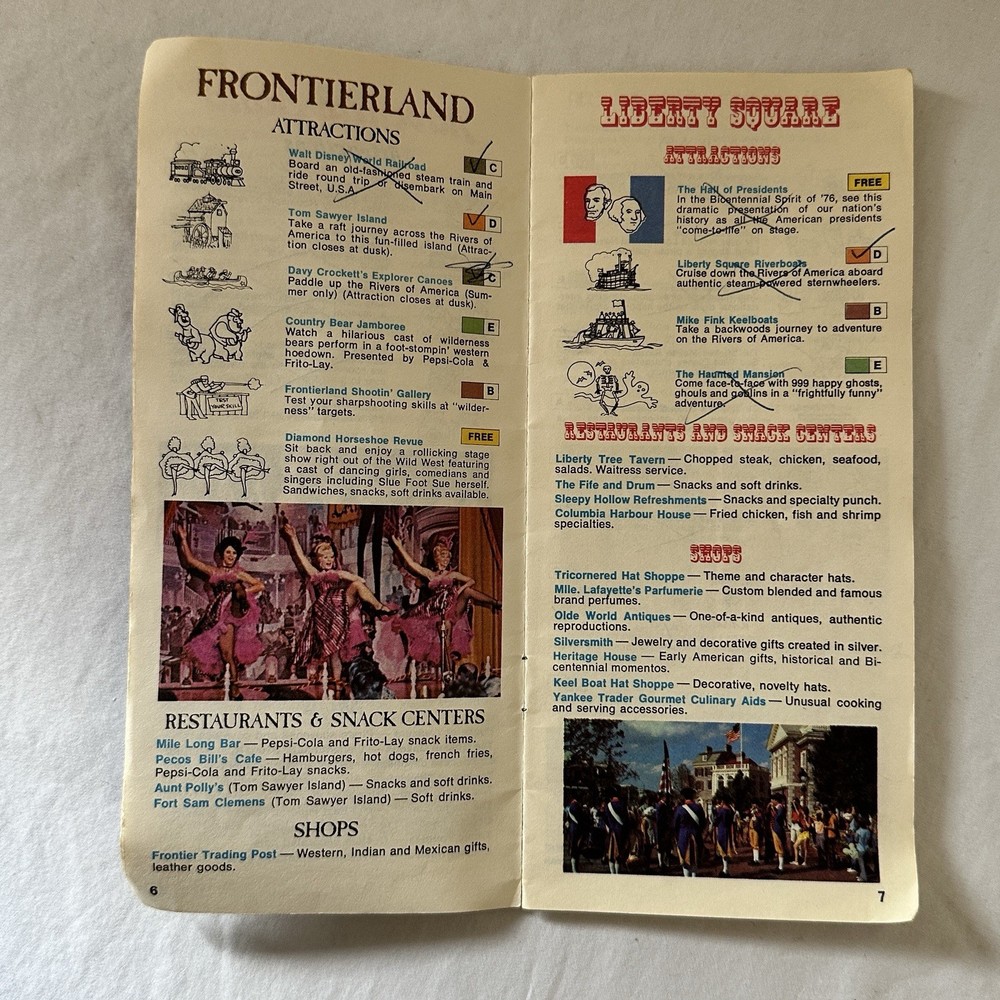 FRONTIERLAND
ATTRACTIONS
Walt Disney World Railroad
C
Board an old-fashioned steam train and
ride round trip or disembark on Main
Street, U.S.A.
Tom Sawyer Island
D
Take a raft journey across the Rivers of
America to this fun-filled island (Attrac-
tion closes at dusk).
Davy Crockett's Explorer Canoes
C
Paddle up the Rivers of America (Sum-
mer only) (Attraction closes at dusk).
Country Bear Jamboree
E
Watch a hilarious cast of wilderness
bears perform in a foot-stompin' western
hoedown. Presented by Pepsi-Cola &
Frito-Lay.
TEST
YOUR SKILL
Frontierland Shootin' Gallery
B
Test your sharpshooting skills at "wilder-
ness" targets.
Diamond Horseshoe Revue
FREE
Sit back and enjoy a rollicking stage
show right out of the Wild West featuring
a cast of dancing girls, comedians and
singers including Slue Foot Sue herself.
Sandwiches, snacks, soft drinks available.
RESTAURANTS & SNACK CENTERS
Mile Long Bar — Pepsi-Cola and Frito-Lay snack items.
Pecos Bill's Cafe — Hamburgers, hot dogs, french fries,
Pepsi-Cola and Frito-Lay snacks.
Aunt Polly's (Tom Sawyer Island) — Snacks and soft drinks.
Fort Sam Clemens (Tom Sawyer Island) — Soft drinks.
SHOPS
Frontier Trading Post — Western, Indian and Mexican gifts,
leather goods.
6
LIBERTY SQUARE
ATTRACTIONS
The Hall of Presidents
FREE
In the Bicentennial Spirit of '76, see this
dramatic presentation of our nation's
history as all the American presidents
"come-to-life" on stage.
Liberty Square Riverboats
D
Cruise down the Rivers of America aboard
authentic steam-powered sternwheelers.
Mike Fink Keelboats
B
Take a backwoods journey to adventure
on the Rivers of America.
The Haunted Mansion
E
Come face-to-face with 999 happy ghosts,
ghouls and goblins in a "frightfully funny"
adventure.
RESTAURANTS AND SNACK CENTERS
Liberty Tree Tavern — Chopped steak, chicken, seafood,
salads. Waitress service.
The Fife and Drum — Snacks and soft drinks.
Sleepy Hollow Refreshments — Snacks and specialty punch.
Columbia Harbour House — Fried chicken, fish and shrimp
specialties.
SHOPS
Tricornered Hat Shoppe — Theme and character hats.
Mlle. Lafayette's Parfumerie — Custom blended and famous
brand perfumes.
Olde World Antiques — One-of-a-kind antiques, authentic
reproductions.
Silversmith — Jewelry and decorative gifts created in silver.
Heritage House — Early American gifts, historical and Bi-
centennial momentos.
Keel Boat Hat Shoppe — Decorative, novelty hats.
Yankee Trader Gourmet Culinary Aids — Unusual cooking
and serving accessories.
7